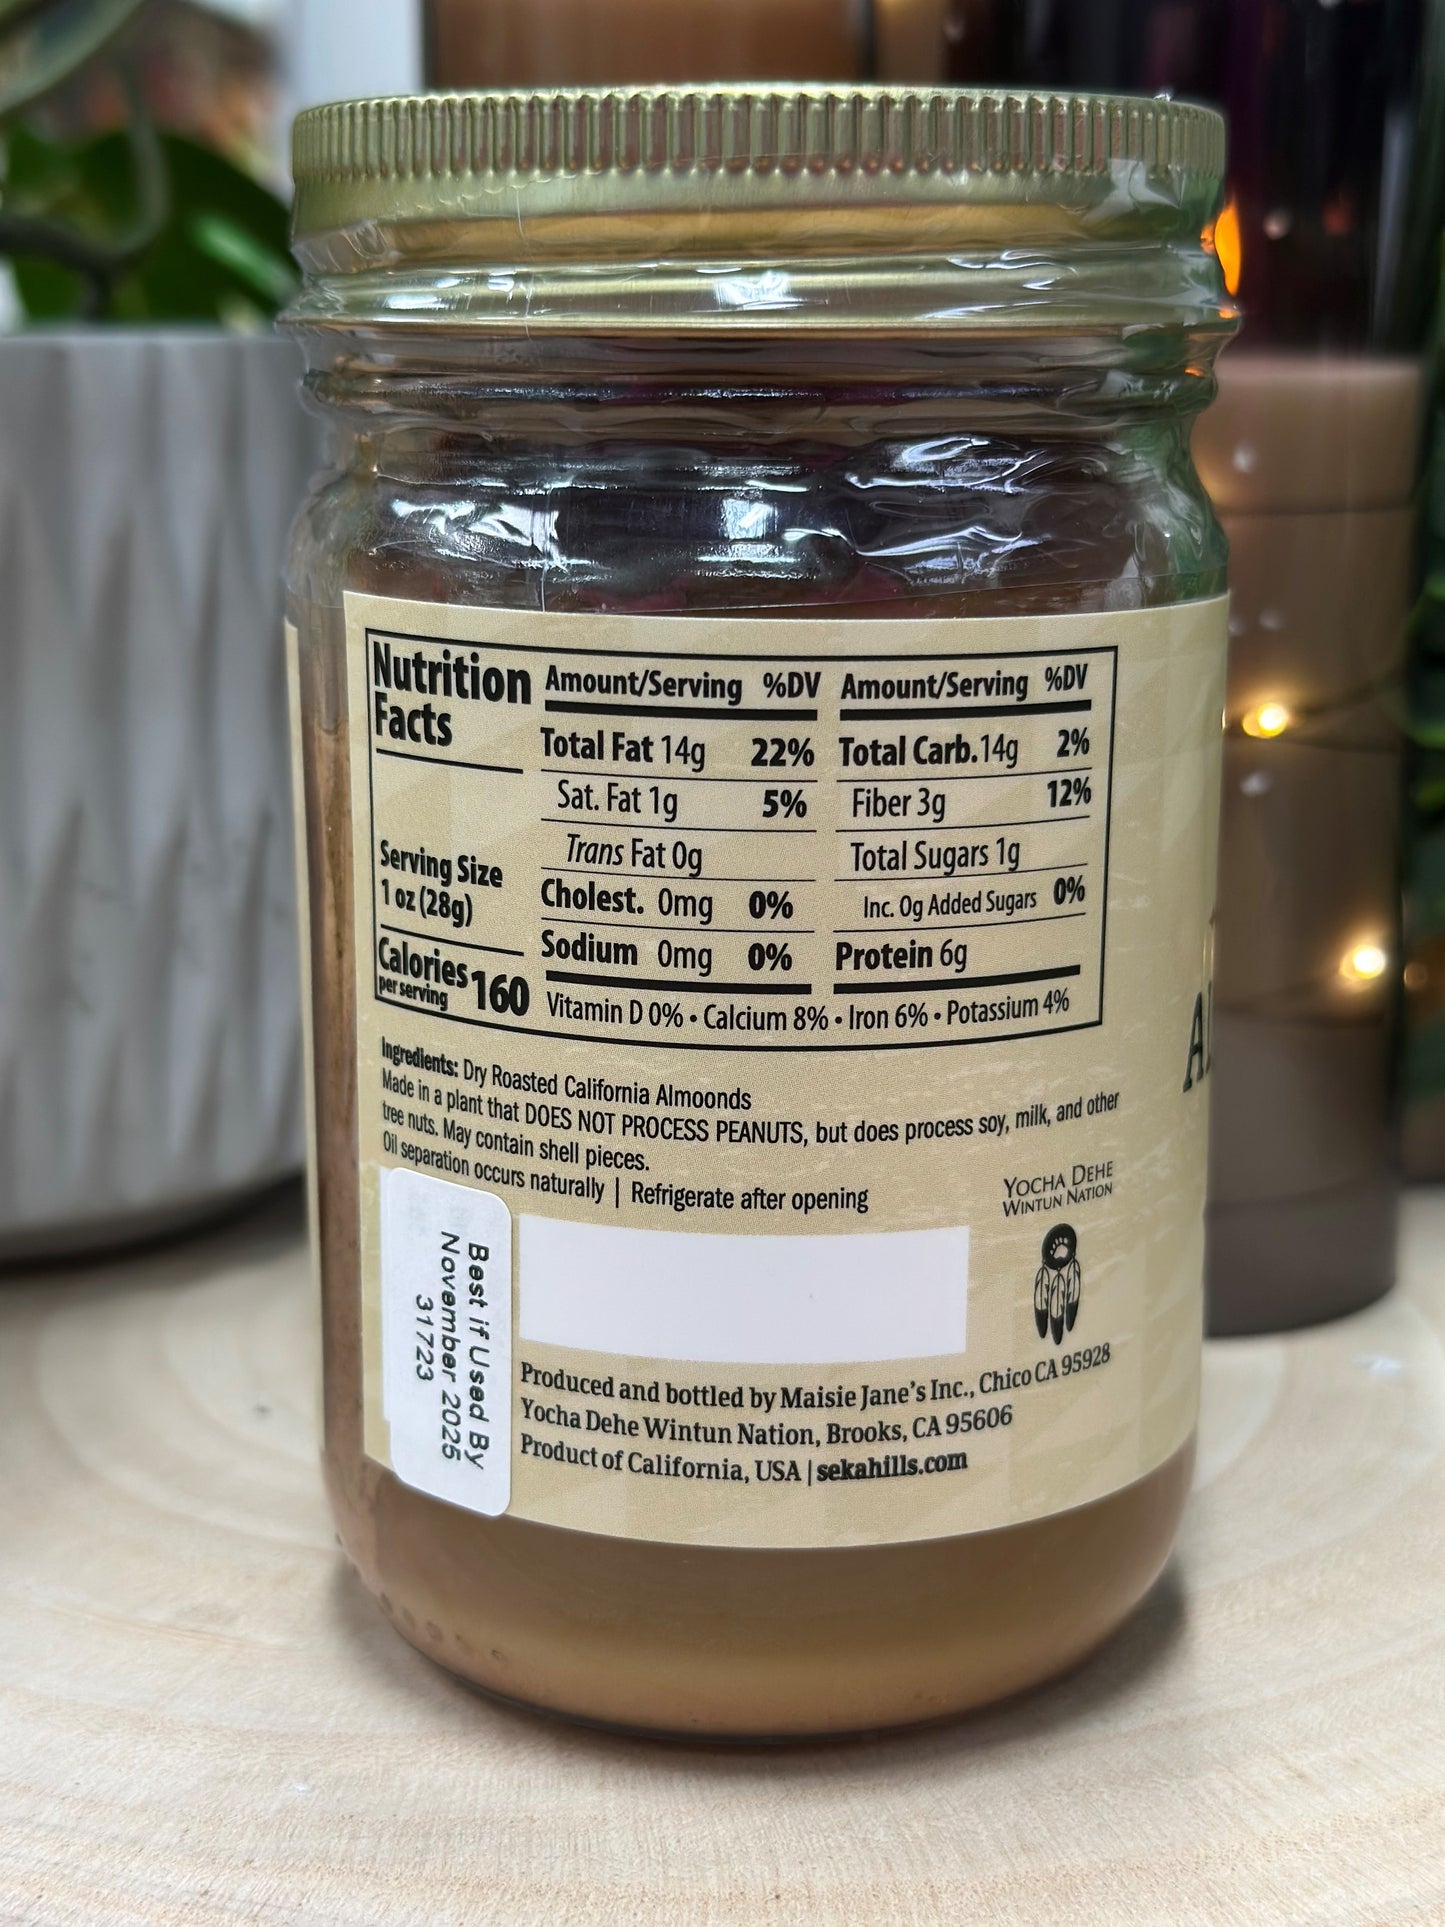 Nutrition
Facts
Serving Size
1 oz (28g)
Calories 160
per serving
Amount/Serving %DV
Total Fat 14g 22%
Sat. Fat 1g 5%
Trans Fat 0g
Cholest. 0mg 0%
Sodium 0mg 0%
Amount/Serving %DV
Total Carb.14g 2%
Fiber 3g 12%
Total Sugars 1g
Inc. 0g Added Sugars 0%
Protein 6g
Vitamin D 0% • Calcium 8% • Iron 6% • Potassium 4%
Ingredients: Dry Roasted California Almoonds
Made in a plant that DOES NOT PROCESS PEANUTS, but does process soy, milk, and other
tree nuts. May contain shell pieces.
Oil separation occurs naturally | Refrigerate after opening
YOCHA DEHE
WINTUN NATION
Best if Used By
November 2025
31723
Produced and bottled by Maisie Jane's Inc., Chico CA 95928
Yocha Dehe Wintun Nation, Brooks, CA 95606
Product of California, USA | sekahills.com